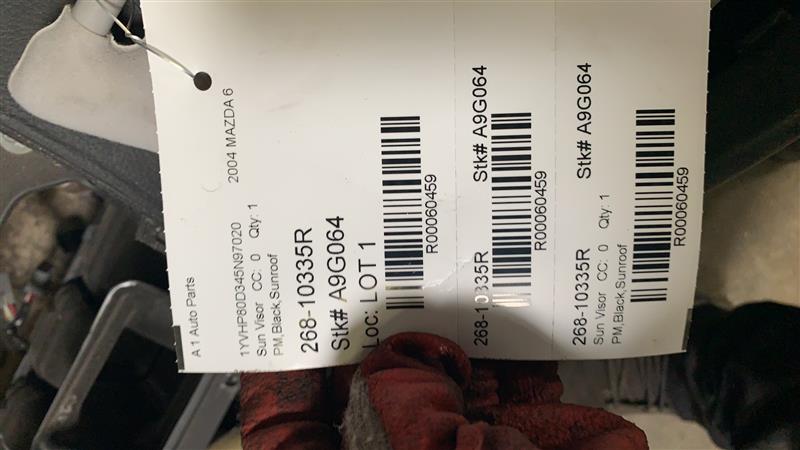 A 1 Auto Parts
1YVHP80D345N97020 2004 MAZDA 6
Sun Visor CC: 0 Qty: 1
PM,Black,Sunroof
268-10335R
Stk# A9G064
Loc: LOT 1
R00060459
268-10335R Stk# A9G064
R00060459
268-10335R Stk# A9G064
Sun Visor CC: 0 Qty: 1
PM,Black,Sunroof
R00060459